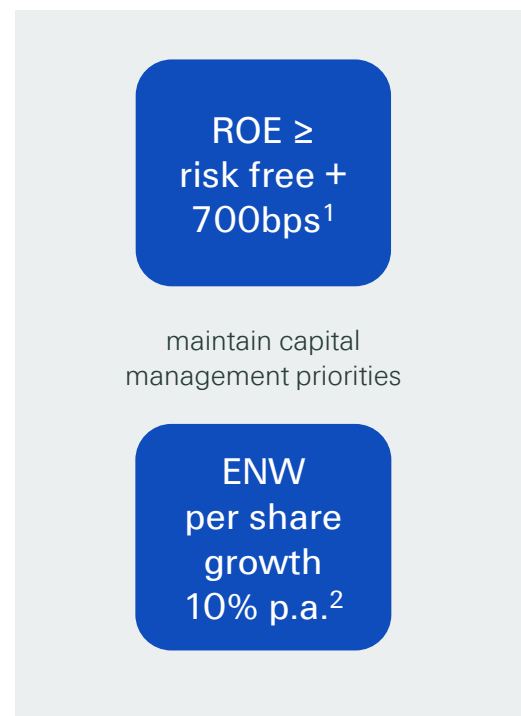 ROE ≥
risk free +
700bps¹
maintain capital
management priorities
ENW
per share
growth
10% p.a.²